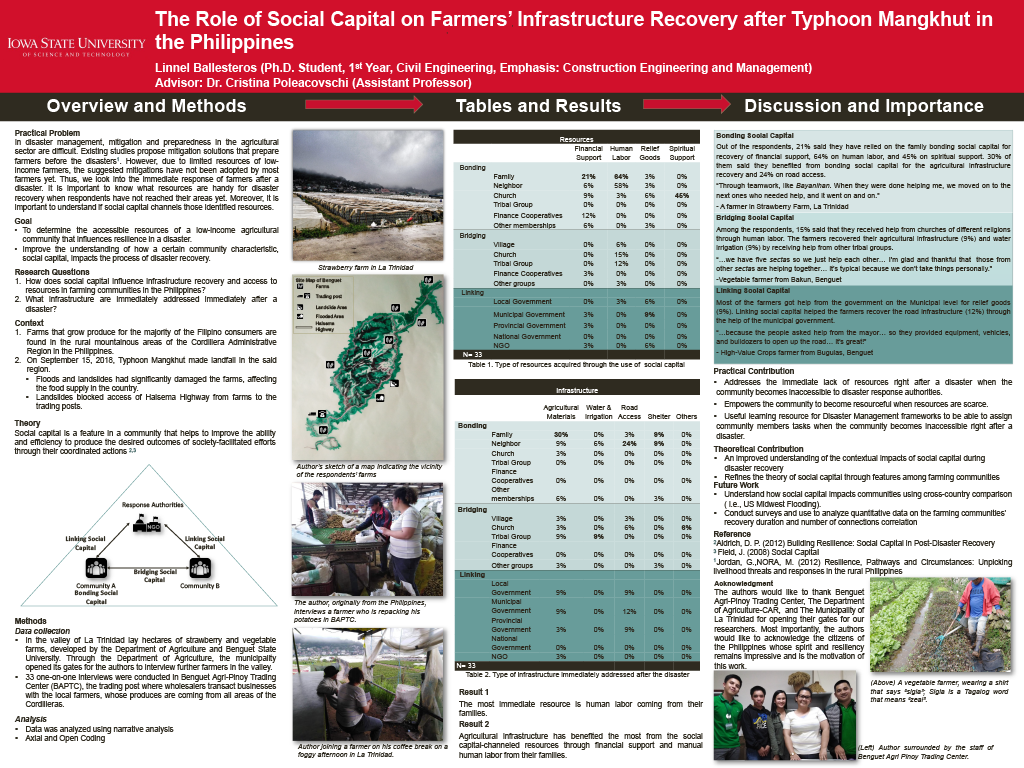 IOWA STATE UNIVERSITY
OF SCIENCE AND TECHNOLOGY
The Role of Social Capital on Farmers’ Infrastructure Recovery after Typhoon Mangkhut in
the Philippines
Linnel Ballesteros (Ph.D. Student, 1st Year, Civil Engineering, Emphasis: Construction Engineering and Management)
Advisor: Dr. Cristina Poleacovschi (Assistant Professor)
Overview and Methods
Tables and Results
Discussion and Importance
Practical Problem
In disaster management, mitigation and preparedness in the agricultural
sector are difficult. Existing studies propose mitigation solutions that prepare
farmers before the disasters¹. However, due to limited resources of low-
income farmers, the suggested mitigations have not been adopted by most
farmers yet. Thus, we look into the immediate response of farmers after a
disaster. It is important to know what resources are handy for disaster
recovery when respondents have not reached their areas yet. Moreover, it is
important to understand if social capital channels those identified resources.
Goal
• To determine the accessible resources of a low-income agricultural
community that influences resilience in a disaster.
• Improve the understanding of how a certain community characteristic,
social capital, impacts the process of disaster recovery.
Research Questions
1. How does social capital influence infrastructure recovery and access to
resources in farming communities in the Philippines?
2. What infrastructure are immediately addressed immediately after a
disaster?
Context
1. Farms that grow produce for the majority of the Filipino consumers are
found in the rural mountainous areas of the Cordillera Administrative
Region in the Philippines.
2. On September 15, 2018, Typhoon Mangkhut made landfall in the said
region.
• Floods and landslides had significantly damaged the farms, affecting
the food supply in the country.
• Landslides blocked access of Halsema Highway from farms to the
trading posts.
Theory
Social capital is a feature in a community that helps to improve the ability
and efficiency to produce the desired outcomes of society-facilitated efforts
through their coordinated actions ²,³
Response Authorities
NGO
Linking Social
Capital
Linking Social
Capital
Bridging Social
Capital
Community A
Community B
Bonding Social
Capital
Methods
Data collection
• In the valley of La Trinidad lay hectares of strawberry and vegetable
farms, developed by the Department of Agriculture and Benguet State
University. Through the Department of Agriculture, the municipality
opened its gates for the authors to interview further farmers in the valley.
• 33 one-on-one interviews were conducted in Benguet Agri-Pinoy Trading
Center (BAPTC), the trading post where wholesalers transact businesses
with the local farmers, whose produces are coming from all areas of the
Cordilleras.
Analysis
• Data was analyzed using narrative analysis
• Axial and Open Coding
Strawberry farm in La Trinidad
Site Map of Benguet
Farms
Trading post
Landslide
Flooded Area
Halsema
Highway
Author's sketch of a map indicating the vicinity
of the respondents' farms
The author, originally from the Philippines,
interviews a farmer who is repacking his
potatoes in BAPTC.
Author joining a farmer on his coffee break on a
foggy afternoon in La Trinidad.
Resources
Financial Support Human Labor Relief Goods Spiritual Support
Bonding
Family 21% 64% 3% 0%
Neighbor 6% 58% 3% 0%
Church 9% 3% 6% 45%
Tribal Group 0% 0% 0% 0%
Finance Cooperatives 12% 0% 0% 0%
Other memberships 6% 0% 3% 0%
Bridging
Village 0% 6% 0% 0%
Church 0% 15% 0% 0%
Tribal Group 0% 12% 0% 0%
Finance Cooperatives 3% 0% 0% 0%
Other groups 0% 3% 0% 0%
Linking
Local Government 0% 3% 6% 0%
Municipal Government 3% 0% 9% 0%
Provincial Government 3% 0% 0% 0%
National Government 0% 0% 0% 0%
NGO 3% 0% 6% 0%
N= 33
Table 1. Type of resources acquired through the use of social capital
Infrastructure
Agricultural Materials Water & Irrigation Road Access Shelter Others
Bonding
Family 30% 0% 3% 9% 0%
Neighbor 9% 6% 24% 9% 0%
Church 3% 0% 0% 0% 0%
Tribal Group 0% 0% 0% 0% 0%
Finance
Cooperatives 0% 0% 0% 0% 0%
Other
memberships 6% 0% 0% 3% 0%
Bridging
Village 3% 0% 3% 0% 0%
Church 3% 0% 6% 0% 6%
Tribal Group 9% 9% 0% 0% 0%
Finance
Cooperatives 0% 0% 0% 0% 0%
Other groups 3% 0% 0% 3% 0%
Linking
Local
Government 9% 0% 9% 0% 0%
Municipal
Government 9% 0% 12% 0% 0%
Provincial
Government 3% 0% 9% 0% 0%
National
Government 0% 0% 0% 0% 0%
NGO 3% 0% 0% 0% 0%
N= 33
Table 2. Type of infrastructure immediately addressed after the disaster
Result 1
The most immediate resource is human labor coming from their
families.
Result 2
Agricultural infrastructure has benefited the most from the social
capital-channeled resources through financial support and manual
human labor from their families.
Bonding Social Capital
Out of the respondents, 21% said they have relied on the family bonding social capital for
recovery of financial support, 64% on human labor, and 45% on spiritual support. 30% of
them said they benefited from bonding social capital for the agricultural infrastructure
recovery and 24% on road access.
“Through teamwork, like Bayanihan. When they were done helping me, we moved on to the
next ones who needed help, and it went on and on.”
- A farmer in Strawberry Farm, La Trinidad
Bridging Social Capital
Among the respondents, 15% said that they received help from churches of different religions
through human labor. The farmers recovered their agricultural infrastructure (9%) and water
irrigation (9%) by receiving help from other tribal groups.
“...we have five sectas so we just help each other... I’m glad and thankful that those from
other sectas are helping together... It’s typical because we don’t take things personally.”
-Vegetable farmer from Bakun, Benguet
Linking Social Capital
Most of the farmers got help from the government on the Municipal level for relief goods
(9%). Linking social capital helped the farmers recover the road infrastructure (12%) through
the help of the municipal government.
“...because the people asked help from the mayor... so they provided equipment, vehicles,
and bulldozers to open up the road... it’s great!”
- High-Value Crops farmer from Buguias, Benguet
Practical Contribution
• Addresses the immediate lack of resources right after a disaster when the
community becomes inaccessible to disaster response authorities.
• Empowers the community to become resourceful when resources are scarce.
• Useful learning resource for Disaster Management frameworks to be able to assign
community members tasks when the community becomes inaccessible right after a
disaster.
Theoretical Contribution
• An improved understanding of the contextual impacts of social capital during
disaster recovery
• Refines the theory of social capital through features among farming communities
Future Work
• Understand how social capital impacts communities using cross-country comparison
( i.e., US Midwest Flooding).
• Conduct surveys and use to analyze quantitative data on the farming communities’
recovery duration and number of connections correlation
Reference
²Aldrich, D. P. (2012) Building Resilience: Social Capital in Post-Disaster Recovery
³ Field, J. (2008) Social Capital
¹Jordan, G.,NORA, M. (2012) Resilience, Pathways and Circumstances: Unpicking
livelihood threats and responses in the rural Philippines
Acknowledgment
The authors would like to thank Benguet
Agri-Pinoy Trading Center, The Department
of Agriculture-CAR, and The Municipality of
La Trinidad for opening their gates for our
researchers. Most importantly, the authors
would like to acknowledge the citizens of
the Philippines whose spirit and resiliency
remains impressive and is the motivation of
this work.
(Above) A vegetable farmer, wearing a shirt
that says “sigla”; Sigla is a Tagalog word
that means “zeal”.
(Left) Author surrounded by the staff of
Benguet Agri Pinoy Trading Center.